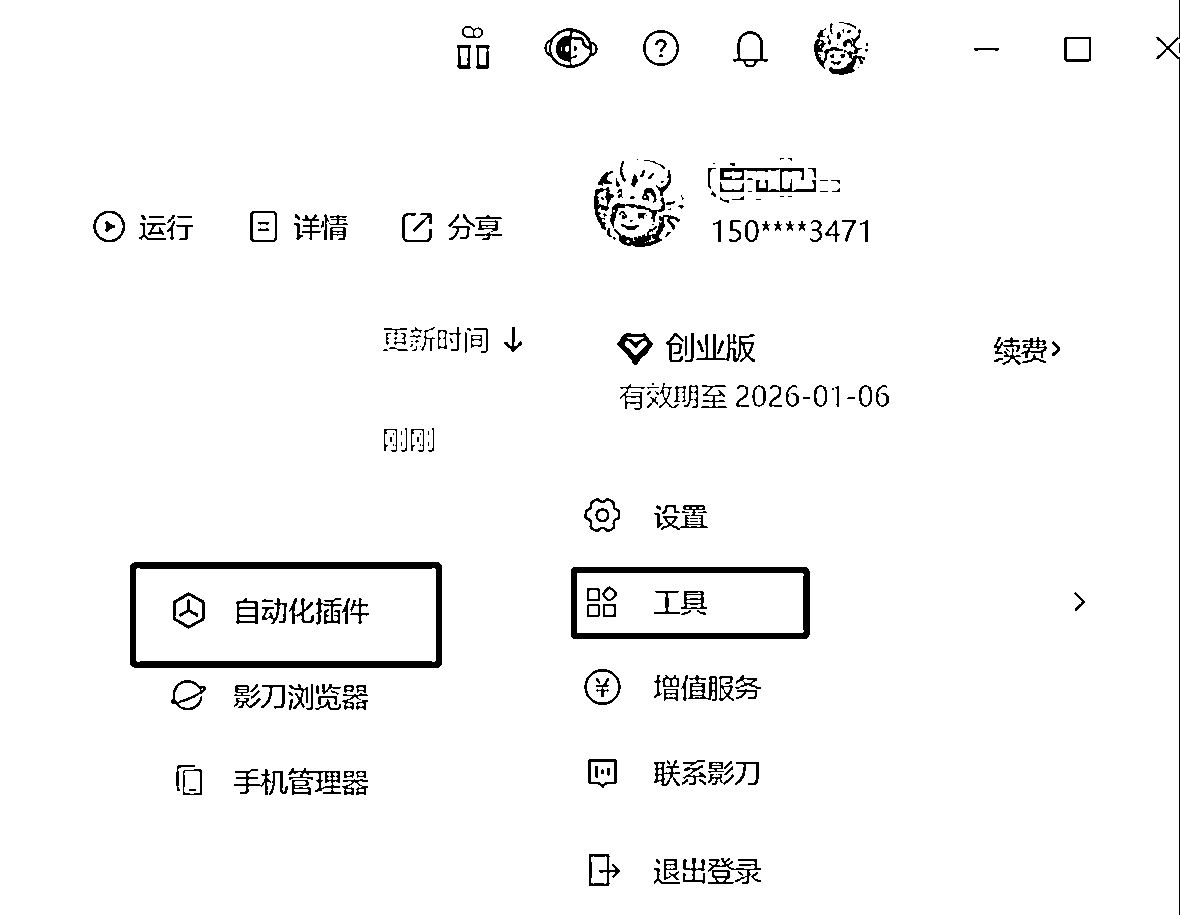 运行 详情 分享
150****3471
更新时间
创业版 续费
有效期至 2026-01-06
刚刚
设置
自动化插件
工具
影刀浏览器
增值服务
手机管理器
联系影刀
退出登录